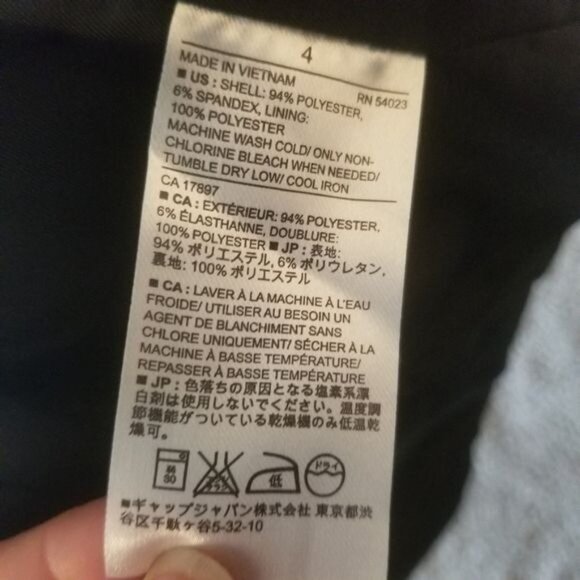 4
MADE IN VIETNAM RN 54023
■ US : SHELL: 94% POLYESTER,
6% SPANDEX, LINING:
100% POLYESTER
MACHINE WASH COLD/ ONLY NON-
CHLORINE BLEACH WHEN NEEDED/
TUMBLE DRY LOW/ COOL IRON
CA 17897
■ CA : EXTÉRIEUR: 94% POLYESTER,
6% ÉLASTHANNE, DOUBLURE:
100% POLYESTER ■ JP : 表地:
94% ポリエステル, 6% ポリウレタン,
裏地: 100% ポリエステル
■ CA : LAVER À LA MACHINE À L'EAU
FROIDE/ UTILISER AU BESOIN UN
AGENT DE BLANCHIMENT SANS
CHLORE UNIQUEMENT/ SÉCHER À LA
MACHINE À BASSE TEMPÉRATURE/
REPASSER À BASSE TEMPÉRATURE
■ JP : 色落ちの原因となる塩素系漂
白剤は使用しないでください。温度調
節機能がついている乾燥機のみ低温乾
燥可。
30 低 ドライ
■ギャップジャパン株式会社 東京都渋
谷区千駄ヶ谷5-32-10